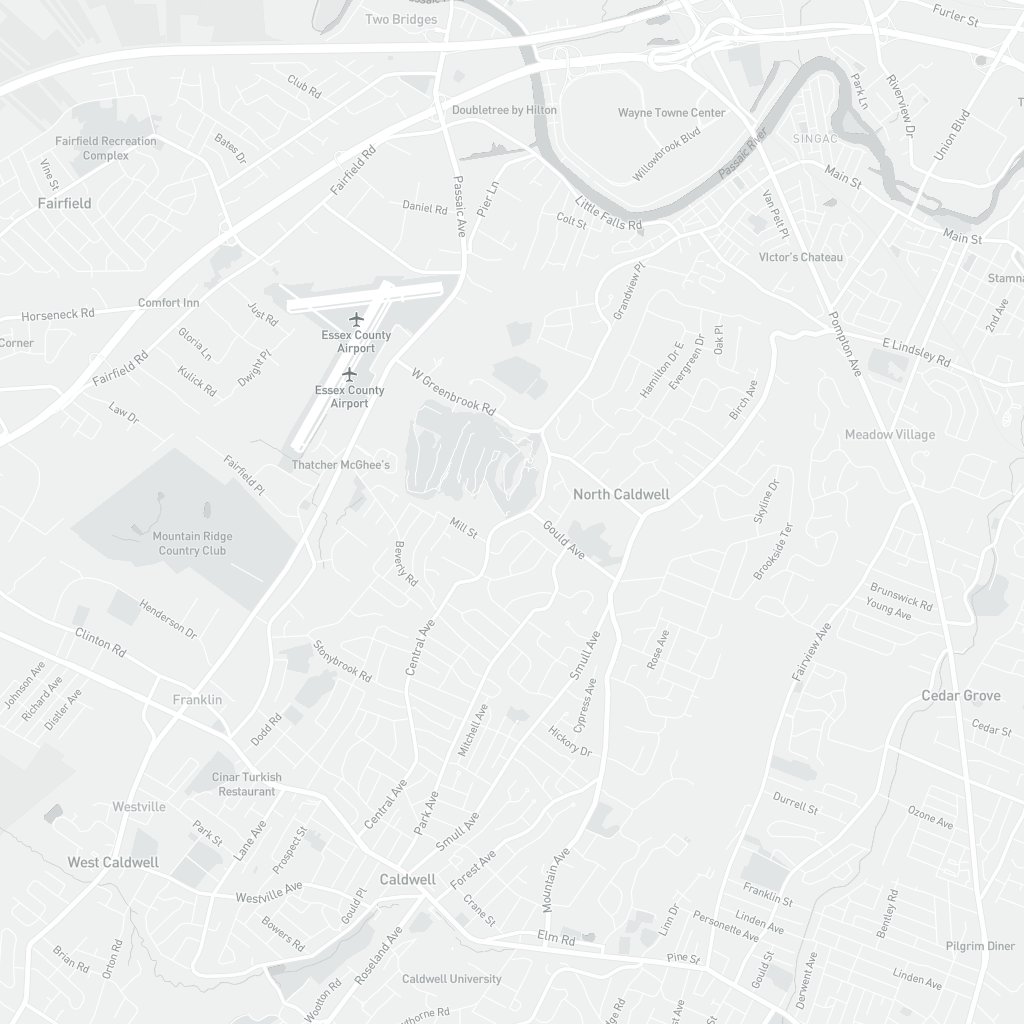 Two Bridges
Furler St
Club Rd
Doubletree by Hilton
Wayne Towne Center
Park Ln
Riverview Dr
Union Blvd
SINGAC
Fairfield Recreation
Complex
Bates Dr
Vine St
Fairfield Rd
Willowbrook Blvd
Passaic River
Main St
Fairfield
Daniel Rd
Passaic Ave
Pier Ln
Colt St
Little Falls Rd
Van Pelt Pl
Main St
VIctor's Chateau
Stamna
Grandview Pl
Comfort Inn
Horseneck Rd
Just Rd
Essex County
Airport
Gloria Ln
Corner
Dwight Pl
Oak Pl
Pompton Ave
2nd Ave
E Lindsley Rd
Fairfield Rd
Kulick Rd
Essex County
Airport
W Greenbrook Rd
Hamilton Dr E
Evergreen Dr
Birch Ave
Law Dr
Meadow Village
Fairfield Pl
Thatcher McGhee's
North Caldwell
Skyline Dr
Mountain Ridge
Country Club
Mill St
Gould Ave
Beverly Rd
Brookside Ter
Brunswick Rd
Young Ave
Henderson Dr
Clinton Rd
Central Ave
Stonybrook Rd
Smull Ave
Rose Ave
Fairview Ave
Johnson Ave
Richard Ave
Distler Ave
Franklin
Cedar Grove
Cypress Ave
Mitchell Ave
Dodd Rd
Hickory Dr
Cedar St
Cinar Turkish
Restaurant
Westville
Central Ave
Park Ave
Durrell St
Ozone Ave
Park St
Lane Ave
Prospect St
Smull Ave
West Caldwell
Caldwell
Forest Ave
Mountain Ave
Westville Ave
Gould Pl
Crane St
Franklin St
Linden Ave
Personette Ave
Bentley Rd
Linn Dr
Bowers Rd
Elm Rd
Pilgrim Diner
Brian Rd
Orton Rd
Roseland Ave
Pine St
Gould St
Derwent Ave
Linden Ave
Caldwell University
Wootton Rd